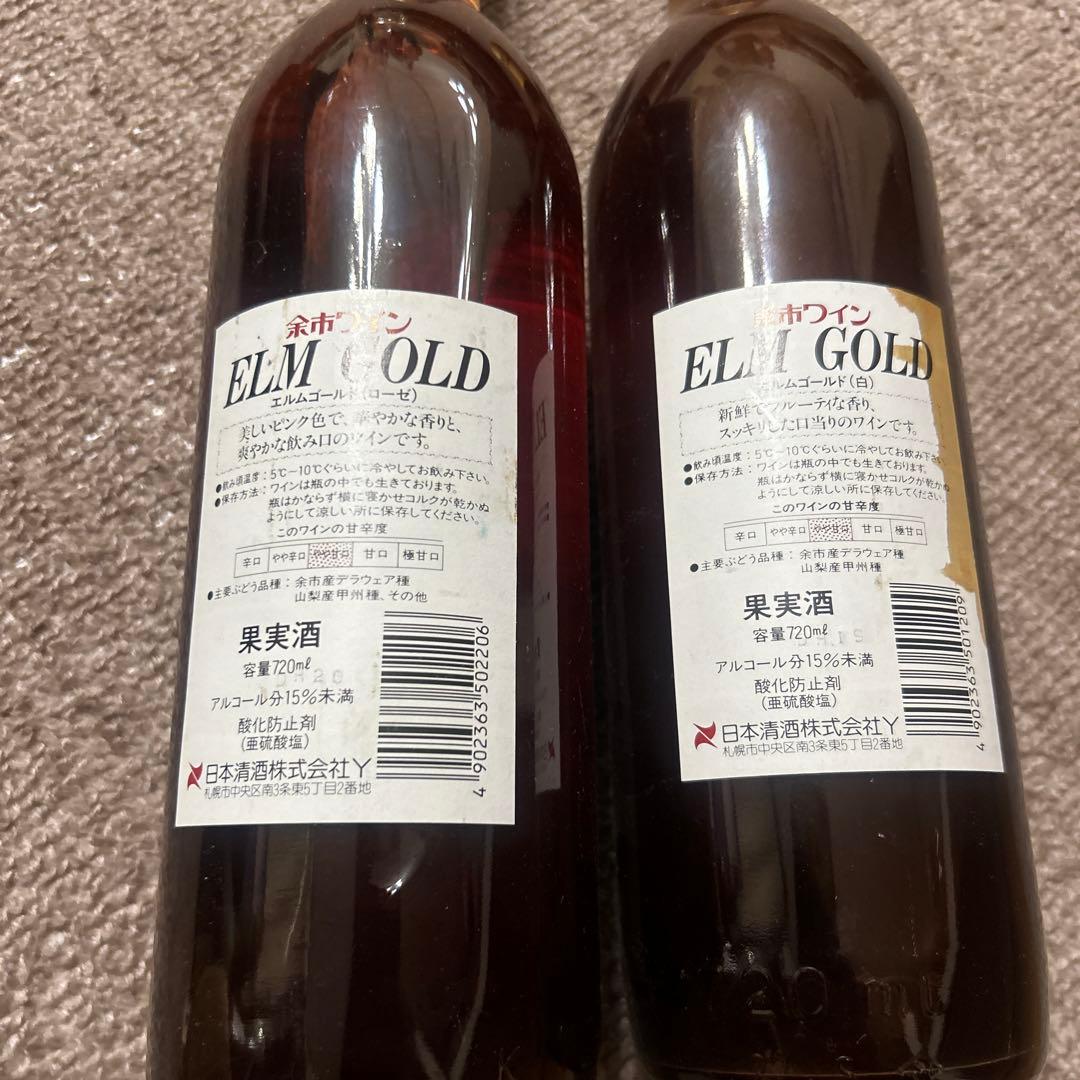 余市ワイン
ELM GOLD
エルムゴールド(ローゼ)
美しいピンク色で、華やかな香りと、
爽やかな飲み口のワインです。
●飲み頃温度：5℃～10℃ぐらいに冷やしてお飲み下さい。
●保存方法：ワインは瓶の中でも生きております。
瓶はかならず横に寝かせコルクが乾かぬ
ようにして涼しい所に保存してください。
このワインの甘辛度
辛口 やや辛口 やや甘口 甘口 極甘口
●主要ぶどう品種：余市産デラウェア種
山梨産甲州種、その他
果実酒
容量720mℓ
アルコール分15%未満
酸化防止剤
(亜硫酸塩)
日本清酒株式会社Y
札幌市中央区南3条東5丁目2番地
4 902363 502206
余市ワイン
ELM GOLD
エルムゴールド(白)
新鮮でフルーティな香り、
スッキリした口当りのワインです。
●飲み頃温度：5℃～10℃ぐらいに冷やしてお飲み下さい
●保存方法：ワインは瓶の中でも生きております。
瓶はかならず横に寝かせコルクが乾かぬ
ようにして涼しい所に保存してください
このワインの甘辛度
辛口 やや辛口 やや甘口 甘口 極甘口
●主要ぶどう品種：余市産デラウェア種
山梨産甲州種
果実酒
容量720mℓ
アルコール分15%未満
酸化防止剤
(亜硫酸塩)
日本清酒株式会社Y
札幌市中央区南3条東5丁目2番地
4 902363 501209
720 ml